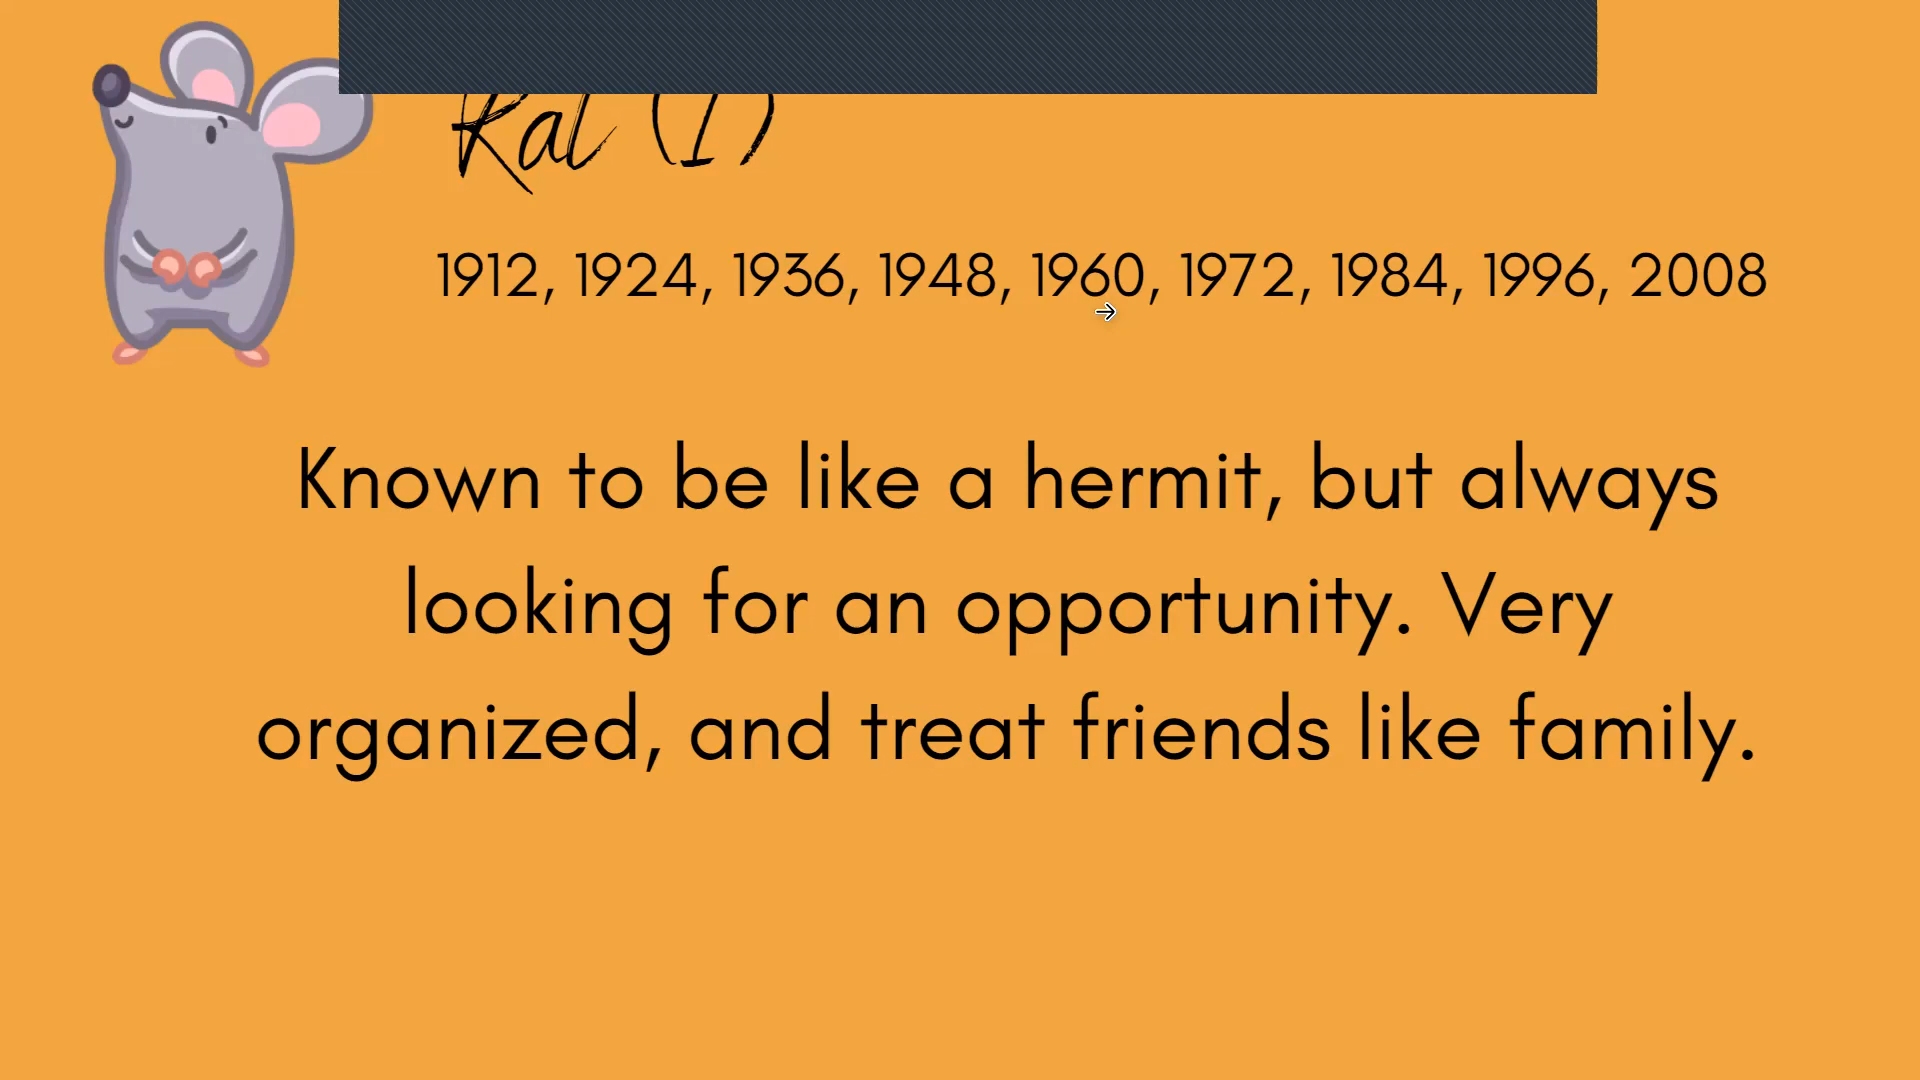 Rat (1)
1912, 1924, 1936, 1948, 1960, 1972, 1984, 1996, 2008
Known to be like a hermit, but always
looking for an opportunity. Very
organized, and treat friends like family.